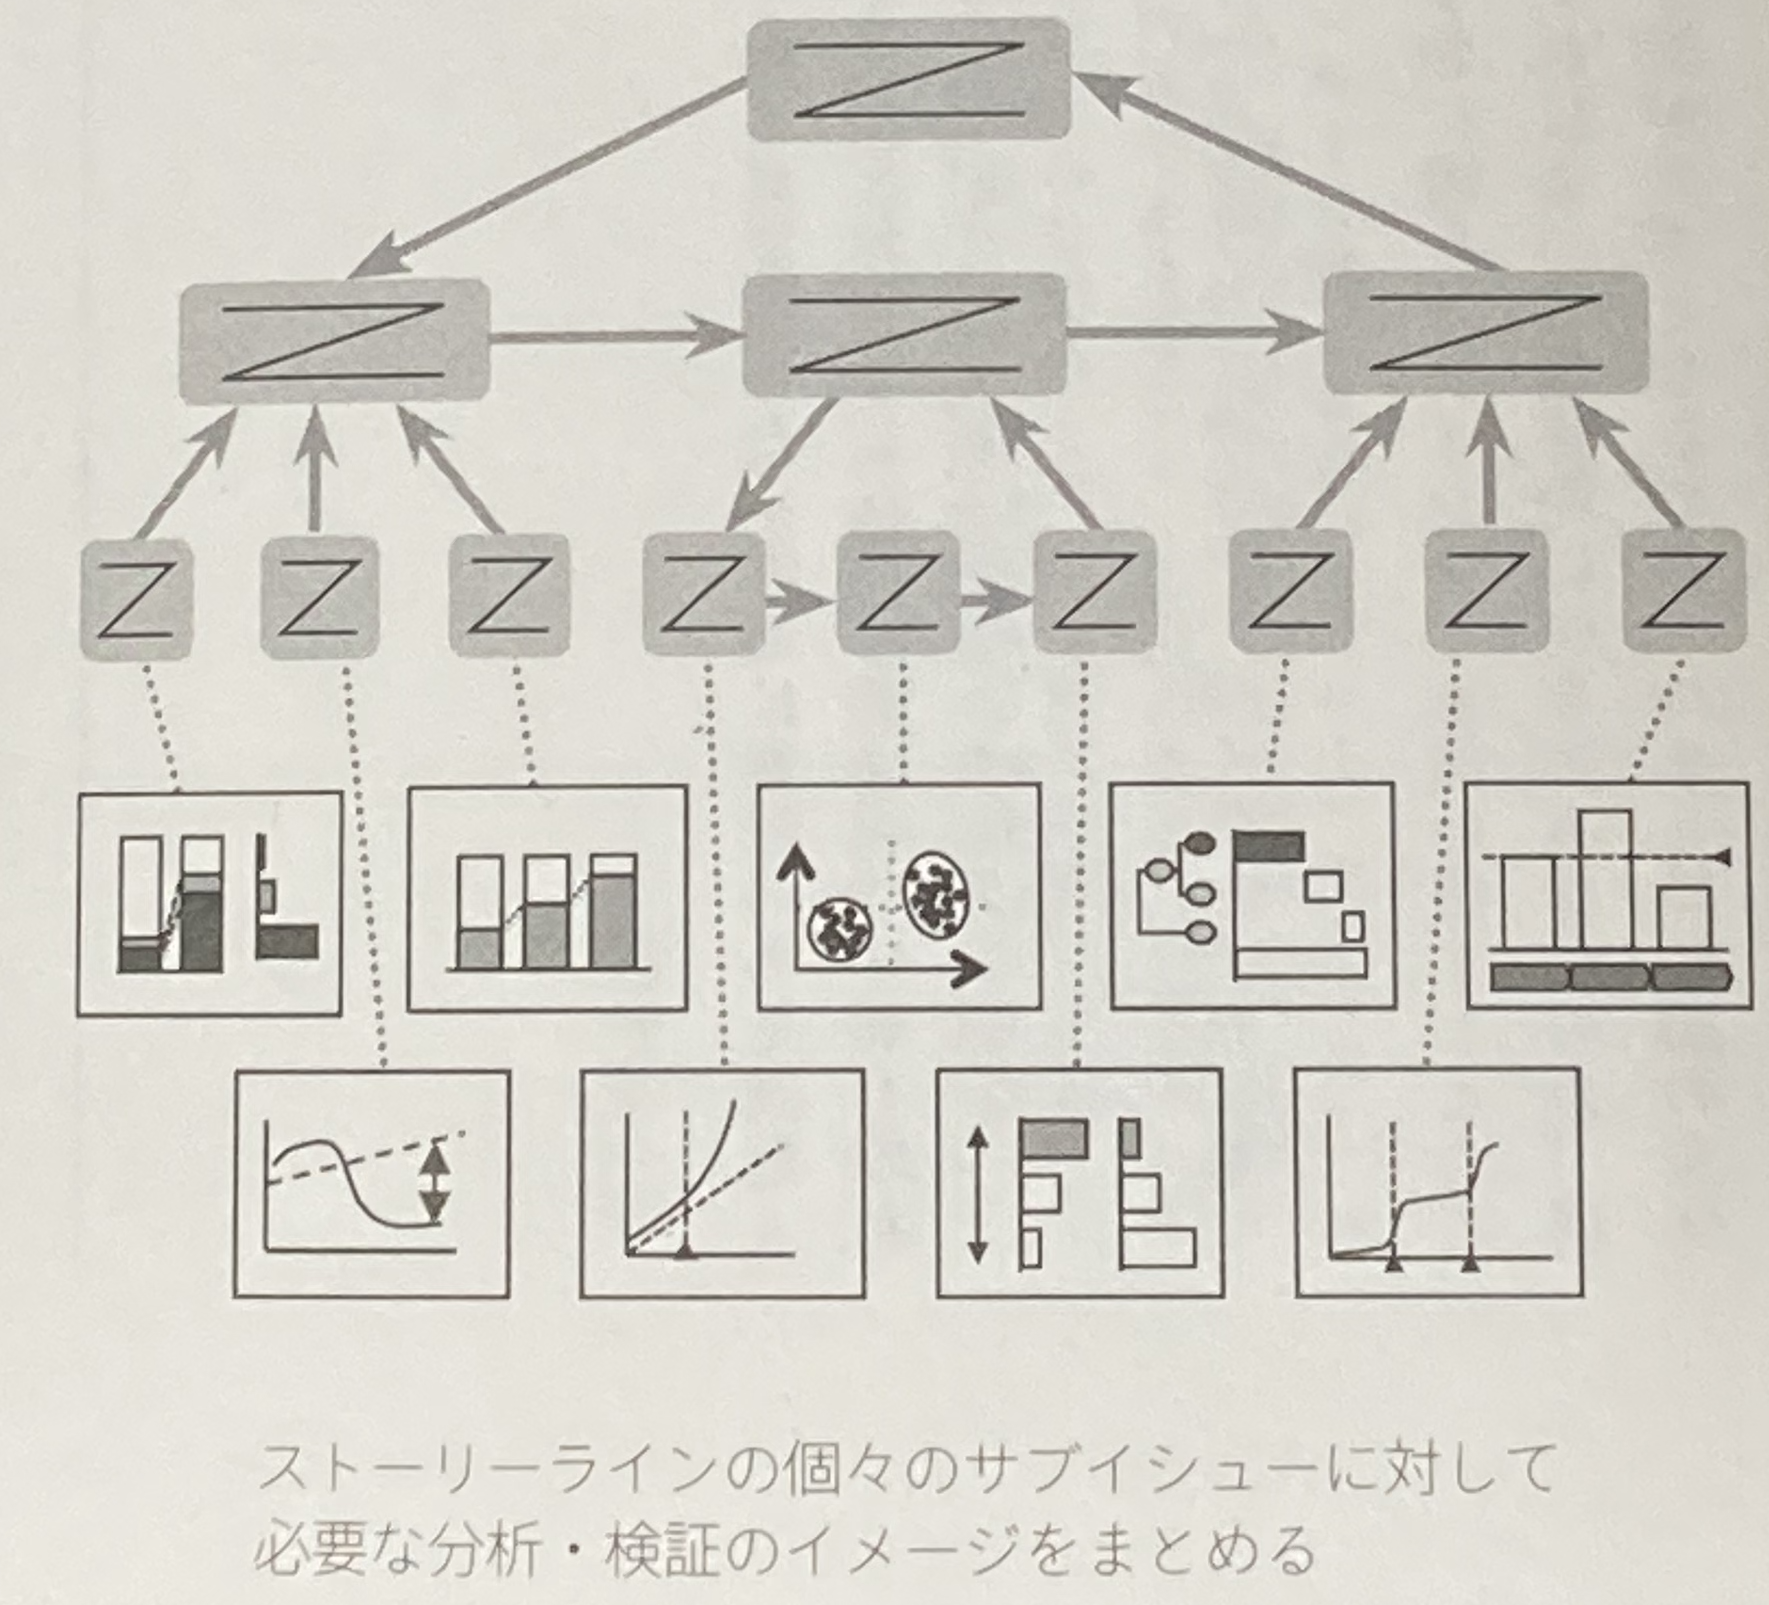 ストーリーラインの個々のサブイシューに対して
必要な分析・検証のイメージをまとめる